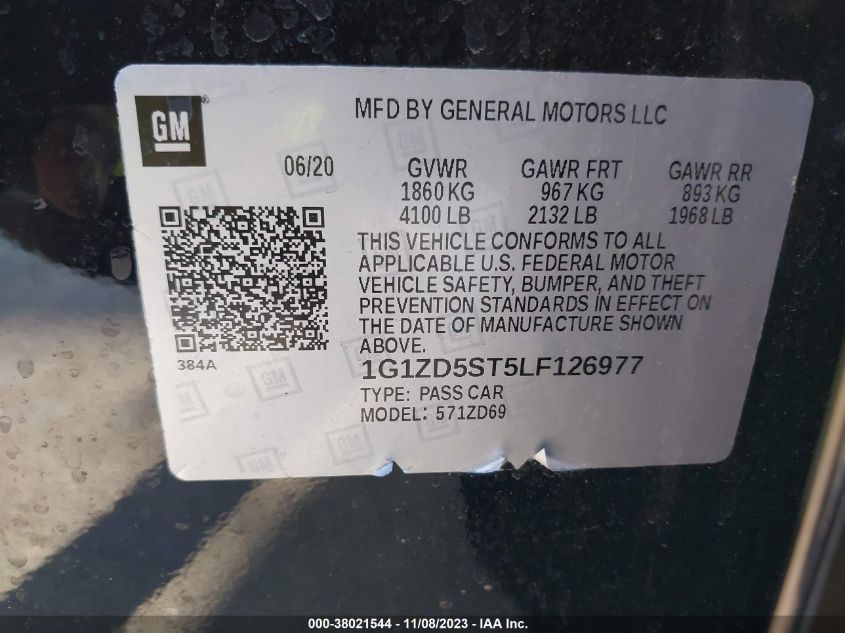 GM
MFD BY GENERAL MOTORS LLC
06/20 GVWR GAWR FRT GAWR RR
1860 KG 967 KG 893 KG
4100 LB 2132 LB 1968 LB
THIS VEHICLE CONFORMS TO ALL
APPLICABLE U.S. FEDERAL MOTOR
VEHICLE SAFETY, BUMPER, AND THEFT
PREVENTION STANDARDS IN EFFECT ON
THE DATE OF MANUFACTURE SHOWN
ABOVE.
384A
1G1ZD5ST5LF126977
TYPE: PASS CAR
MODEL: 571ZD69
000-38021544 - 11/08/2023 - IAA Inc.